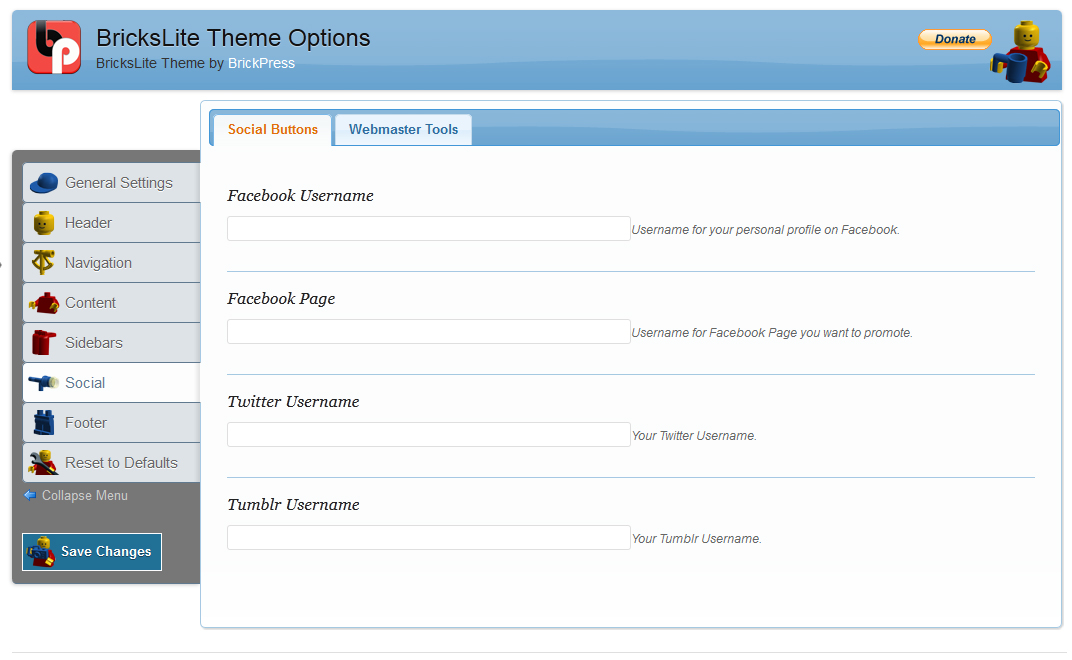 bp
BricksLite Theme Options
BricksLite Theme by BrickPress
Donate
Social Buttons
Webmaster Tools
General Settings
Header
Navigation
Content
Sidebars
Social
Footer
Reset to Defaults
Collapse Menu
Save Changes
Facebook Username
Username for your personal profile on Facebook.
Facebook Page
Username for Facebook Page you want to promote.
Twitter Username
Your Twitter Username.
Tumblr Username
Your Tumblr Username.